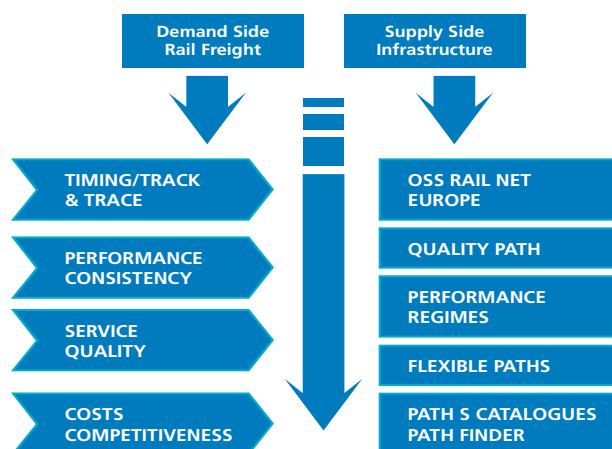 Demand Side
Rail Freight
Supply Side
Infrastructure
TIMING/TRACK
& TRACE
PERFORMANCE
CONSISTENCY
SERVICE
QUALITY
COSTS
COMPETITIVENESS
OSS RAIL NET
EUROPE
QUALITY PATH
PERFORMANCE
REGIMES
FLEXIBLE PATHS
PATH S CATALOGUES
PATH FINDER